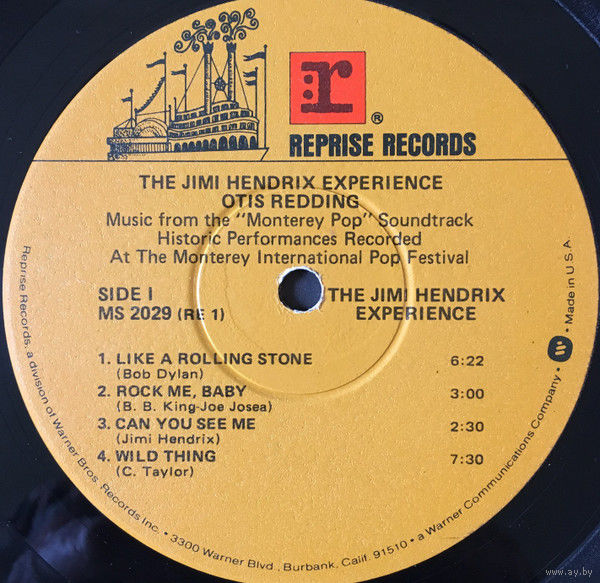 r
®
REPRISE RECORDS
THE JIMI HENDRIX EXPERIENCE
OTIS REDDING
Music from the "Monterey Pop" Soundtrack
Historic Performances Recorded
At The Monterey International Pop Festival
SIDE I
MS 2029 (RE 1)
THE JIMI HENDRIX
EXPERIENCE
1. LIKE A ROLLING STONE 6:22
(Bob Dylan)
2. ROCK ME, BABY 3:00
(B. B. King-Joe Josea)
3. CAN YOU SEE ME 2:30
(Jimi Hendrix)
4. WILD THING 7:30
(C. Taylor)
Reprise Records, a division of Warner Bros. Records Inc. • 3300 Warner Blvd., Burbank, Calif. 91510 • a Warner Communications Company • W • Made in U.S.A.
www.ay.by